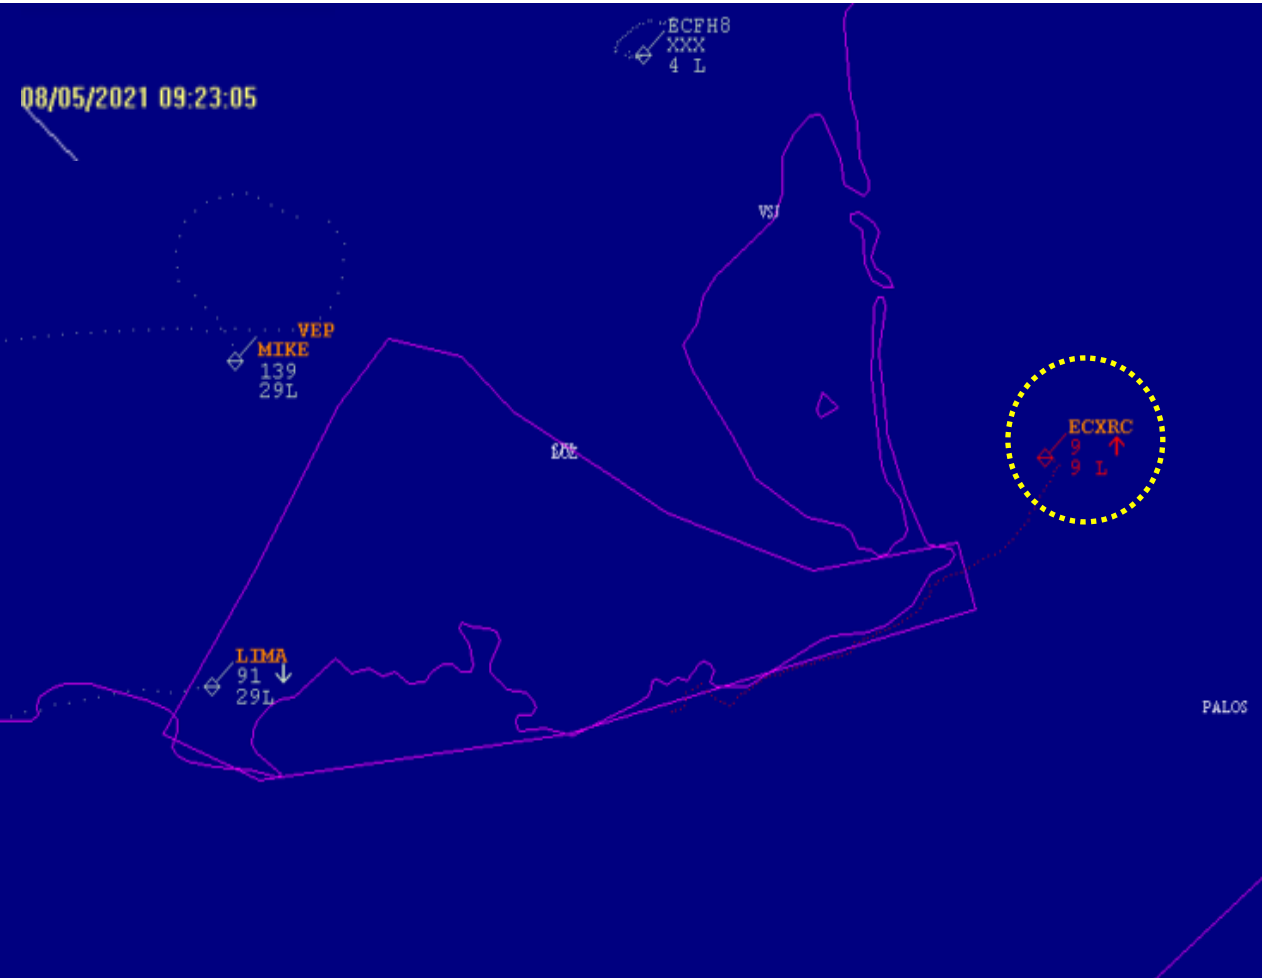 ECFH8
XXX
4 L
08/05/2021 09:23:05
VSJ
VEP
MIKE
139
29L
ECXRC
9 ↑
9 L
LIMA
91 ↓
29L
PALOS